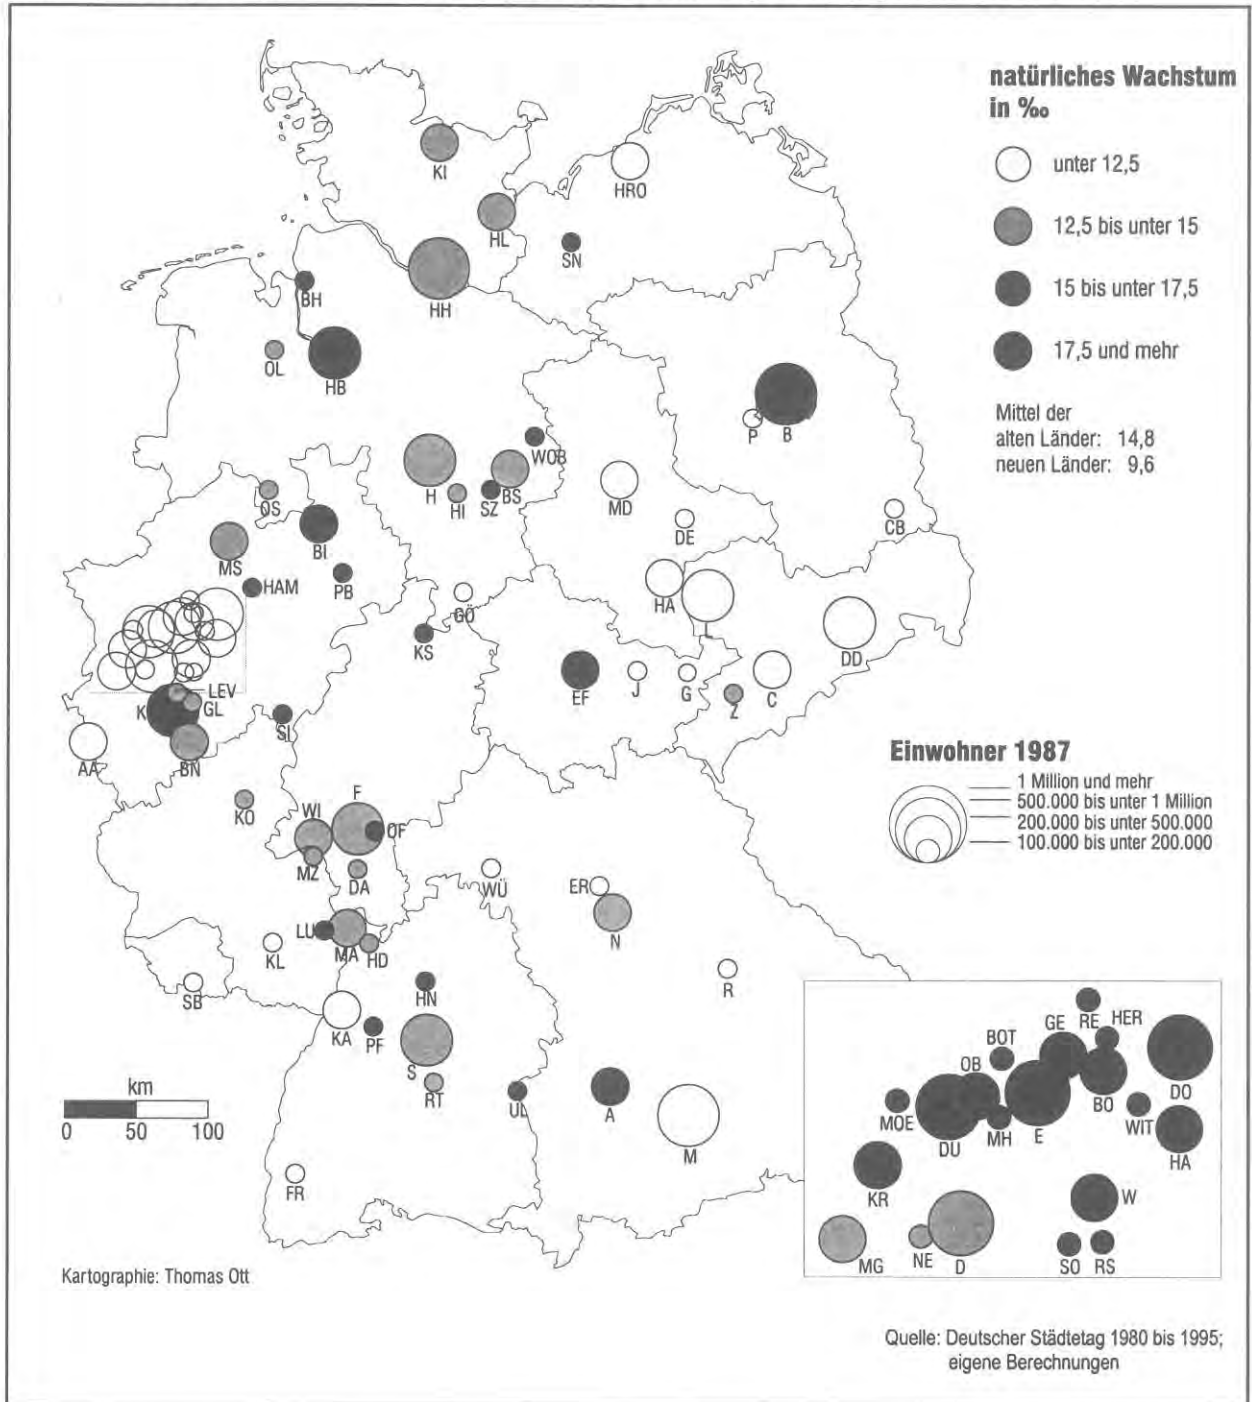 natürliches Wachstum
in ‰
unter 12,5
12,5 bis unter 15
15 bis unter 17,5
17,5 und mehr
Mittel der
alten Länder: 14,8
neuen Länder: 9,6
KI
HRO
HL
SN
BH
HH
OL
HB
P
B
WOB
H
HI
SZ
BS
MD
OS
DE
CB
MS
BI
HAM
PB
GÖ
HA
L
DD
KS
EF
J
G
Z
C
LEV
K
GL
SI
AA
BN
Einwohner 1987
1 Million und mehr
500.000 bis unter 1 Million
200.000 bis unter 500.000
100.000 bis unter 200.000
KO
WI
F
OF
MZ
DA
WÜ
ER
N
LU
MA
HD
KL
SB
R
HN
KA
PF
S
RT
UL
A
M
FR
km
0 50 100
RE
HER
GE
BOT
OB
DO
MOE
DU
MH
E
BO
WIT
HA
KR
W
MG
NE
D
SO
RS
Kartographie: Thomas Ott
Quelle: Deutscher Städtetag 1980 bis 1995;
eigene Berechnungen